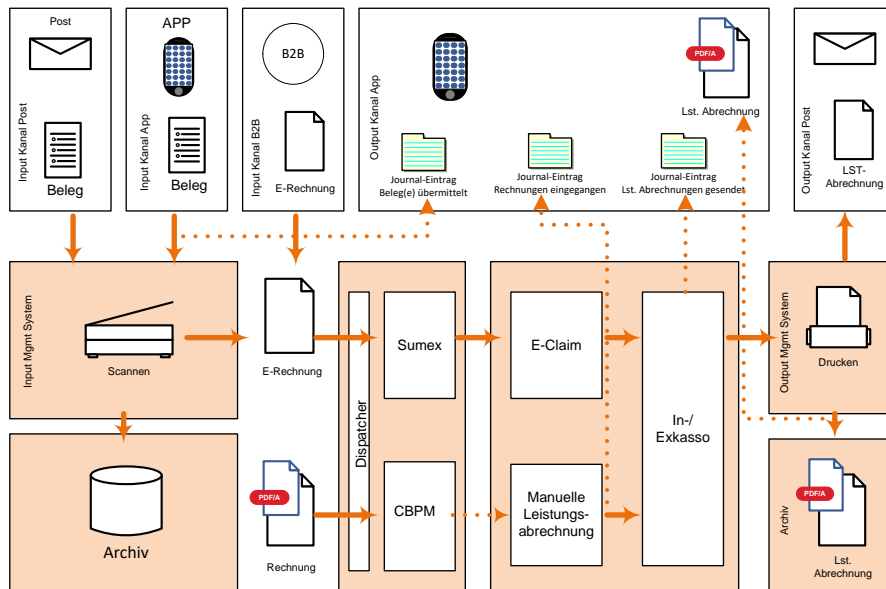 Post
Input Kanal Post
Beleg
APP
Input Kanal App
Beleg
B2B
Input Kanal B2B
E-Rechnung
Output Kanal App
Journal-Eintrag
Beleg(e) übermittelt
Journal-Eintrag
Rechnungen eingegangen
Journal-Eintrag
Lst. Abrechnungen gesendet
PDF/A
Lst. Abrechnung
Output Kanal Post
LST-
Abrechnung
Input Mgmt System
Scannen
E-Rechnung
Dispatcher
Sumex
E-Claim
In-/
Exkasso
Output Mgmt System
Drucken
Archiv
PDF/A
Rechnung
CBPM
Manuelle
Leistungs-
abrechnung
Archiv
PDF/A
Lst.
Abrechnung